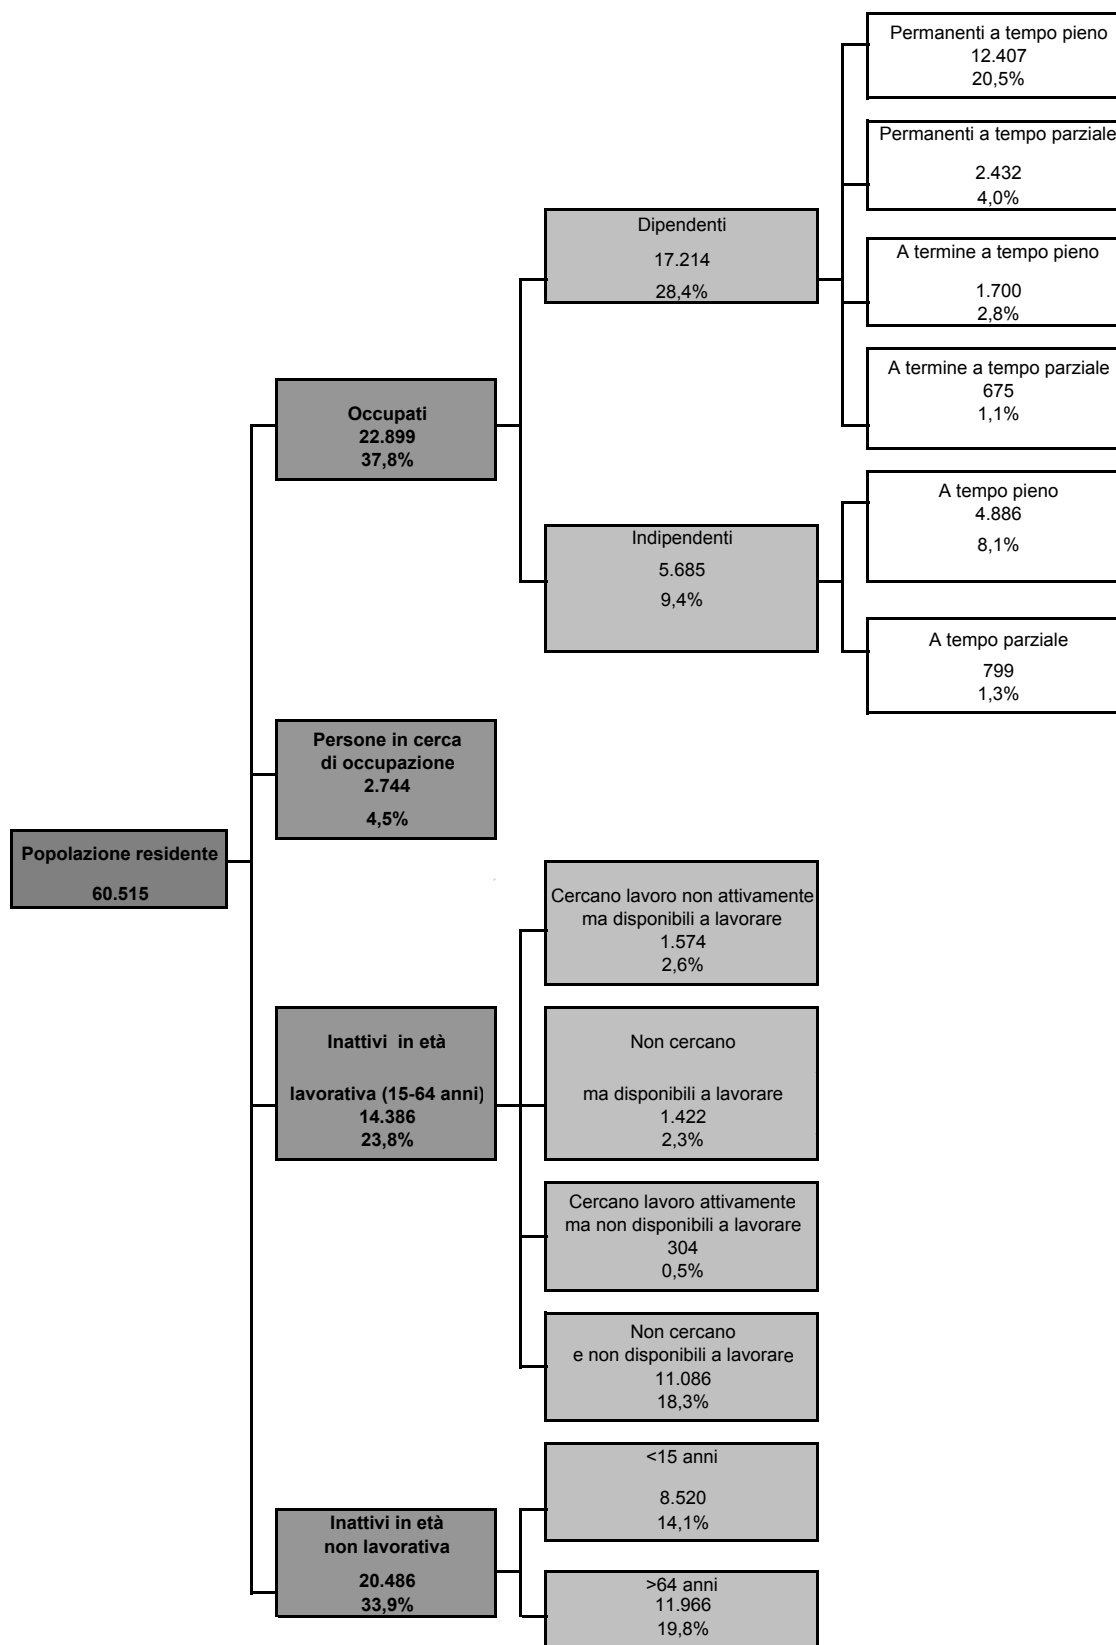 Popolazione residente
60.515
Occupati
22.899
37,8%
Dipendenti
17.214
28,4%
Permanenti a tempo pieno
12.407
20,5%
Permanenti a tempo parziale
2.432
4,0%
A termine a tempo pieno
1.700
2,8%
A termine a tempo parziale
675
1,1%
Indipendenti
5.685
9,4%
A tempo pieno
4.886
8,1%
A tempo parziale
799
1,3%
Persone in cerca
di occupazione
2.744
4,5%
Inattivi in età
lavorativa (15-64 anni)
14.386
23,8%
Cercano lavoro non attivamente
ma disponibili a lavorare
1.574
2,6%
Non cercano
ma disponibili a lavorare
1.422
2,3%
Cercano lavoro attivamente
ma non disponibili a lavorare
304
0,5%
Non cercano
e non disponibili a lavorare
11.086
18,3%
Inattivi in età
non lavorativa
20.486
33,9%
<15 anni
8.520
14,1%
>64 anni
11.966
19,8%